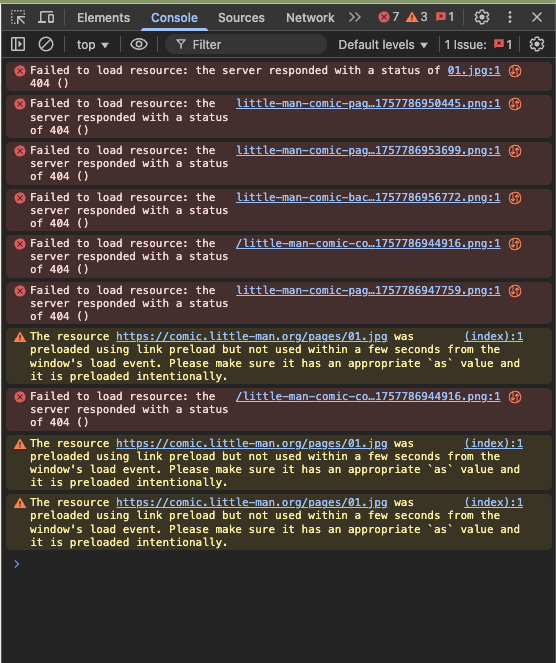 Elements Console Sources Network 7 3 1
top Filter Default levels 1 Issue: 1
Failed to load resource: the server responded with a status of 01.jpg:1
404 ()
Failed to load resource: the little-man-comic-pag…1757786950445.png:1
server responded with a status
of 404 ()
Failed to load resource: the little-man-comic-pag…1757786953699.png:1
server responded with a status
of 404 ()
Failed to load resource: the little-man-comic-bac…1757786956772.png:1
server responded with a status
of 404 ()
Failed to load resource: the /little-man-comic-co…1757786944916.png:1
server responded with a status
of 404 ()
Failed to load resource: the little-man-comic-pag…1757786947759.png:1
server responded with a status
of 404 ()
The resource https://comic.little-man.org/pages/01.jpg was (index):1
preloaded using link preload but not used within a few seconds from the
window's load event. Please make sure it has an appropriate `as` value and
it is preloaded intentionally.
Failed to load resource: the /little-man-comic-co…1757786944916.png:1
server responded with a status
of 404 ()
The resource https://comic.little-man.org/pages/01.jpg was (index):1
preloaded using link preload but not used within a few seconds from the
window's load event. Please make sure it has an appropriate `as` value and
it is preloaded intentionally.
The resource https://comic.little-man.org/pages/01.jpg was (index):1
preloaded using link preload but not used within a few seconds from the
window's load event. Please make sure it has an appropriate `as` value and
it is preloaded intentionally.